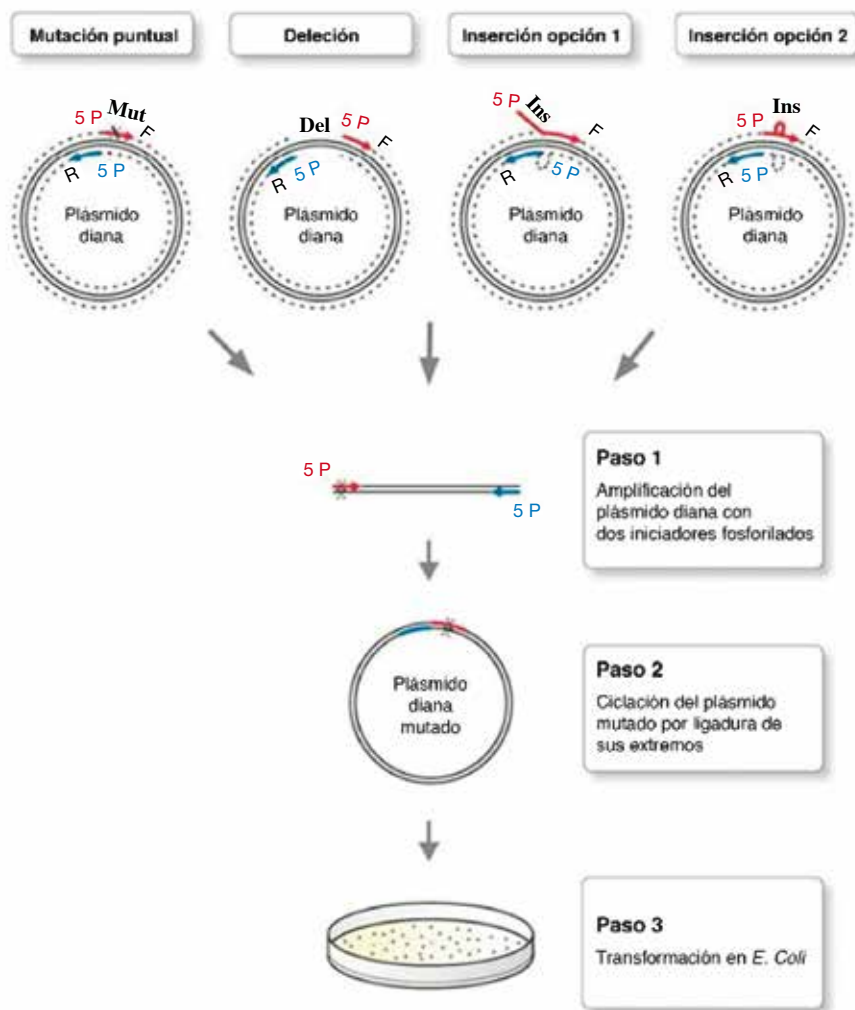 Mutación puntual
Deleción
Inserción opción 1
Inserción opción 2
5 P
Mut
F
R
5 P
Plásmido
diana
Del
5 P
F
R
5 P
Plásmido
diana
5 P
Ins
F
R
5 P
Plásmido
diana
Ins
5 P
F
R
5 P
Plásmido
diana
5 P
5 P
Paso 1
Amplificación del
plásmido diana con
dos iniciadores fosforilados
Plásmido
diana
mutado
Paso 2
Ciclación del plásmido
mutado por ligadura de
sus extremos
Paso 3
Transformación en E. Coli